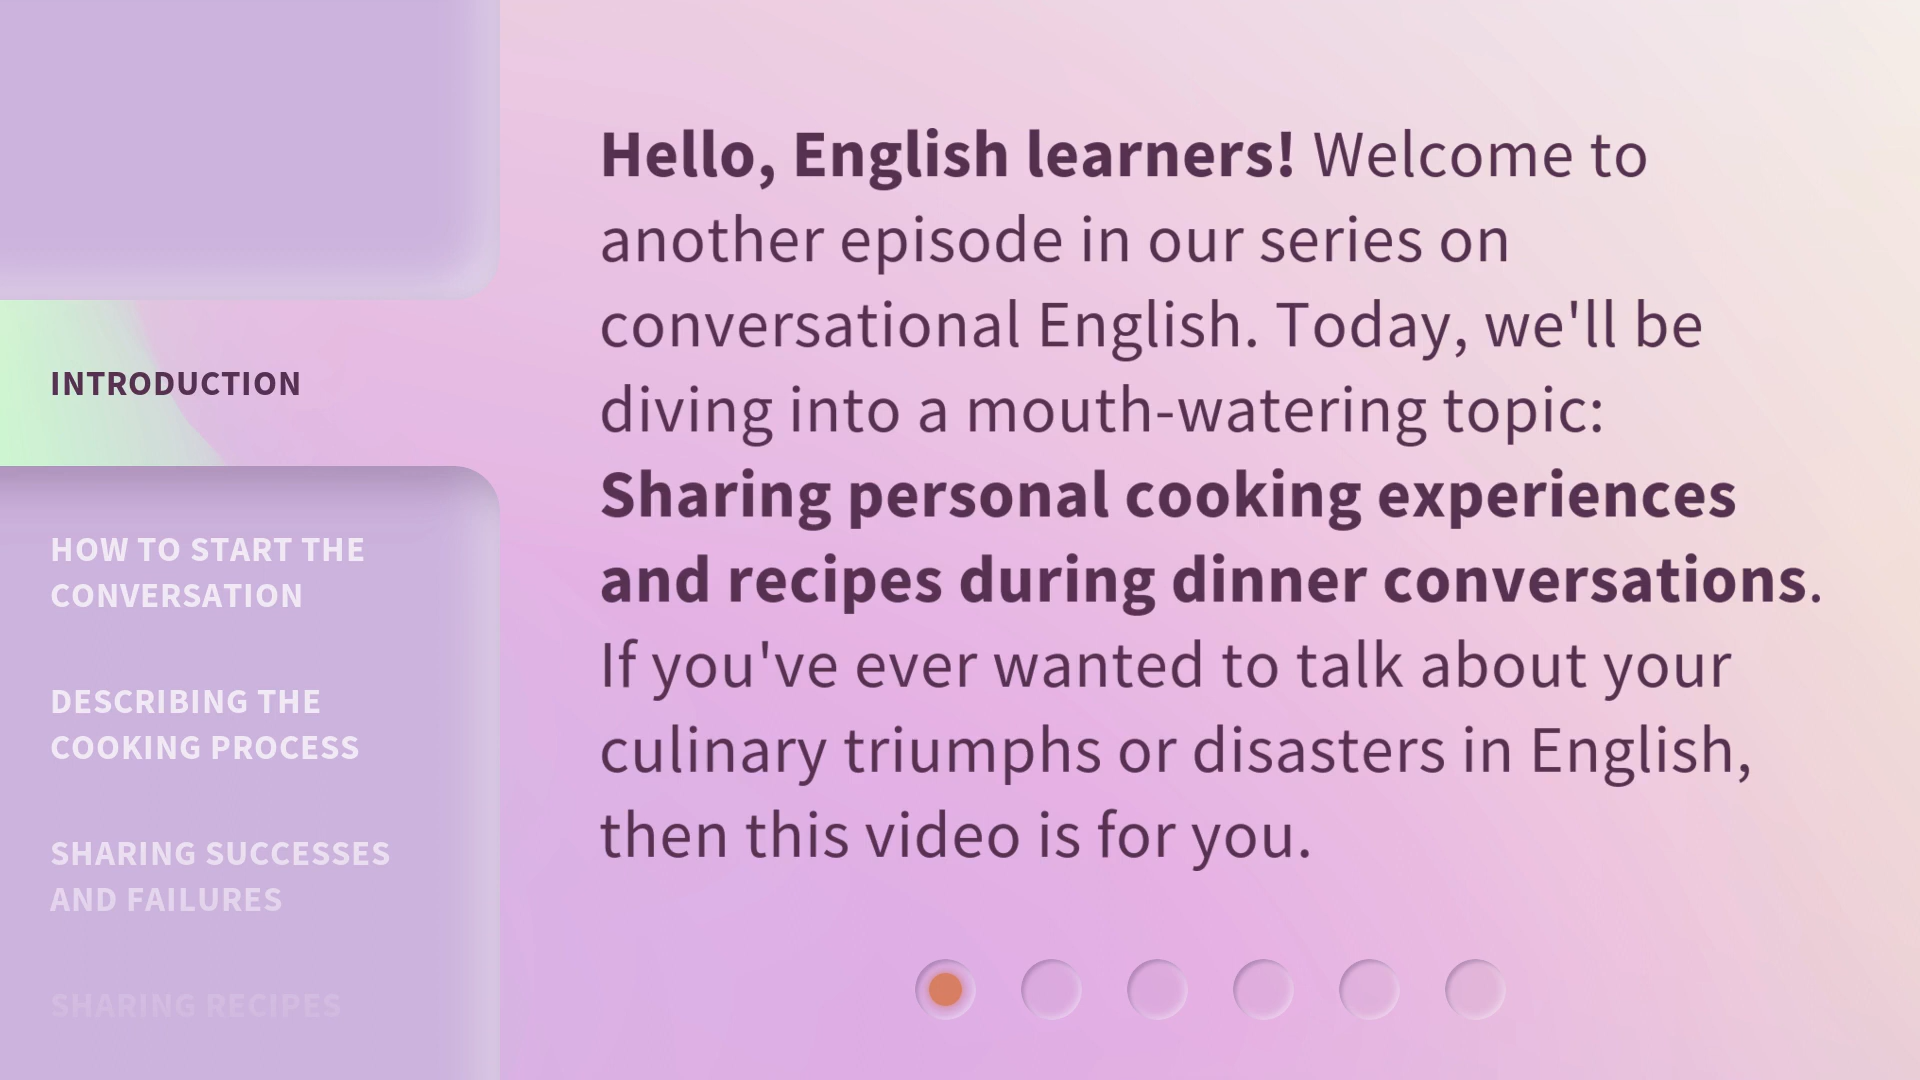 INTRODUCTION
HOW TO START THE
CONVERSATION
DESCRIBING THE
COOKING PROCESS
SHARING SUCCESSES
AND FAILURES
SHARING RECIPES
Hello, English learners! Welcome to
another episode in our series on
conversational English. Today, we'll be
diving into a mouth-watering topic:
Sharing personal cooking experiences
and recipes during dinner conversations.
If you've ever wanted to talk about your
culinary triumphs or disasters in English,
then this video is for you.